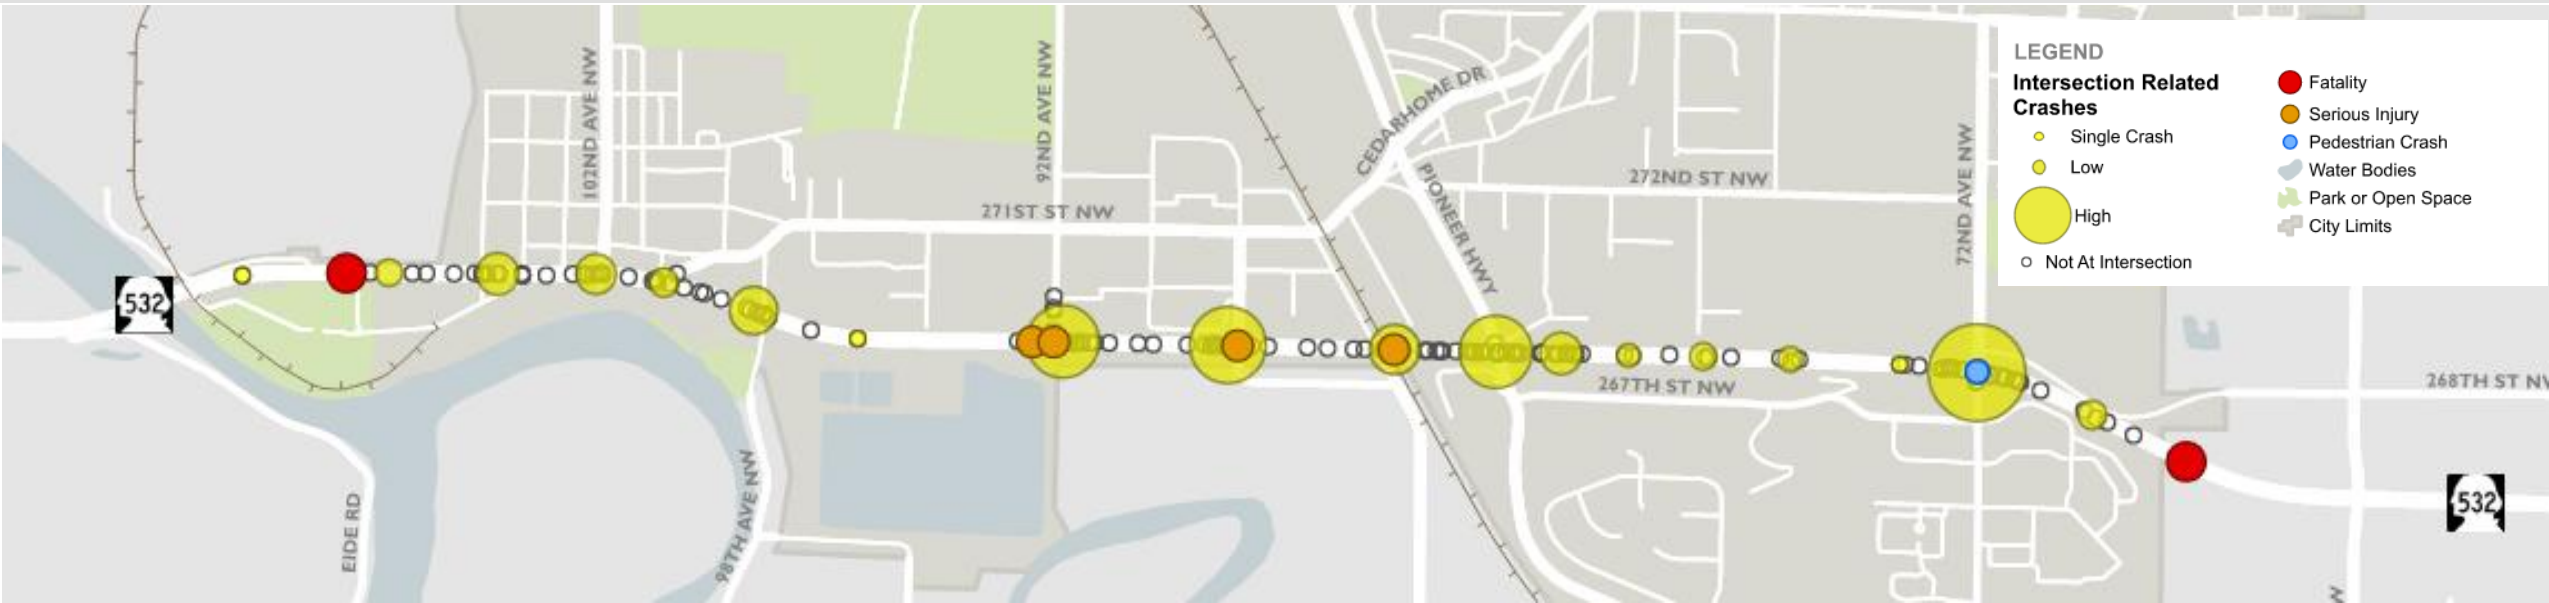 LEGEND
Intersection Related
Crashes
Single Crash
Low
High
Not At Intersection
Fatality
Serious Injury
Pedestrian Crash
Water Bodies
Park or Open Space
City Limits
102ND AVE NW
92ND AVE NW
CEDARHOME DR
PIONEER HWY
72ND AVE NW
272ND ST NW
271ST ST NW
532
267TH ST NW
268TH ST NW
EIDE RD
98TH AVE NW
532
W